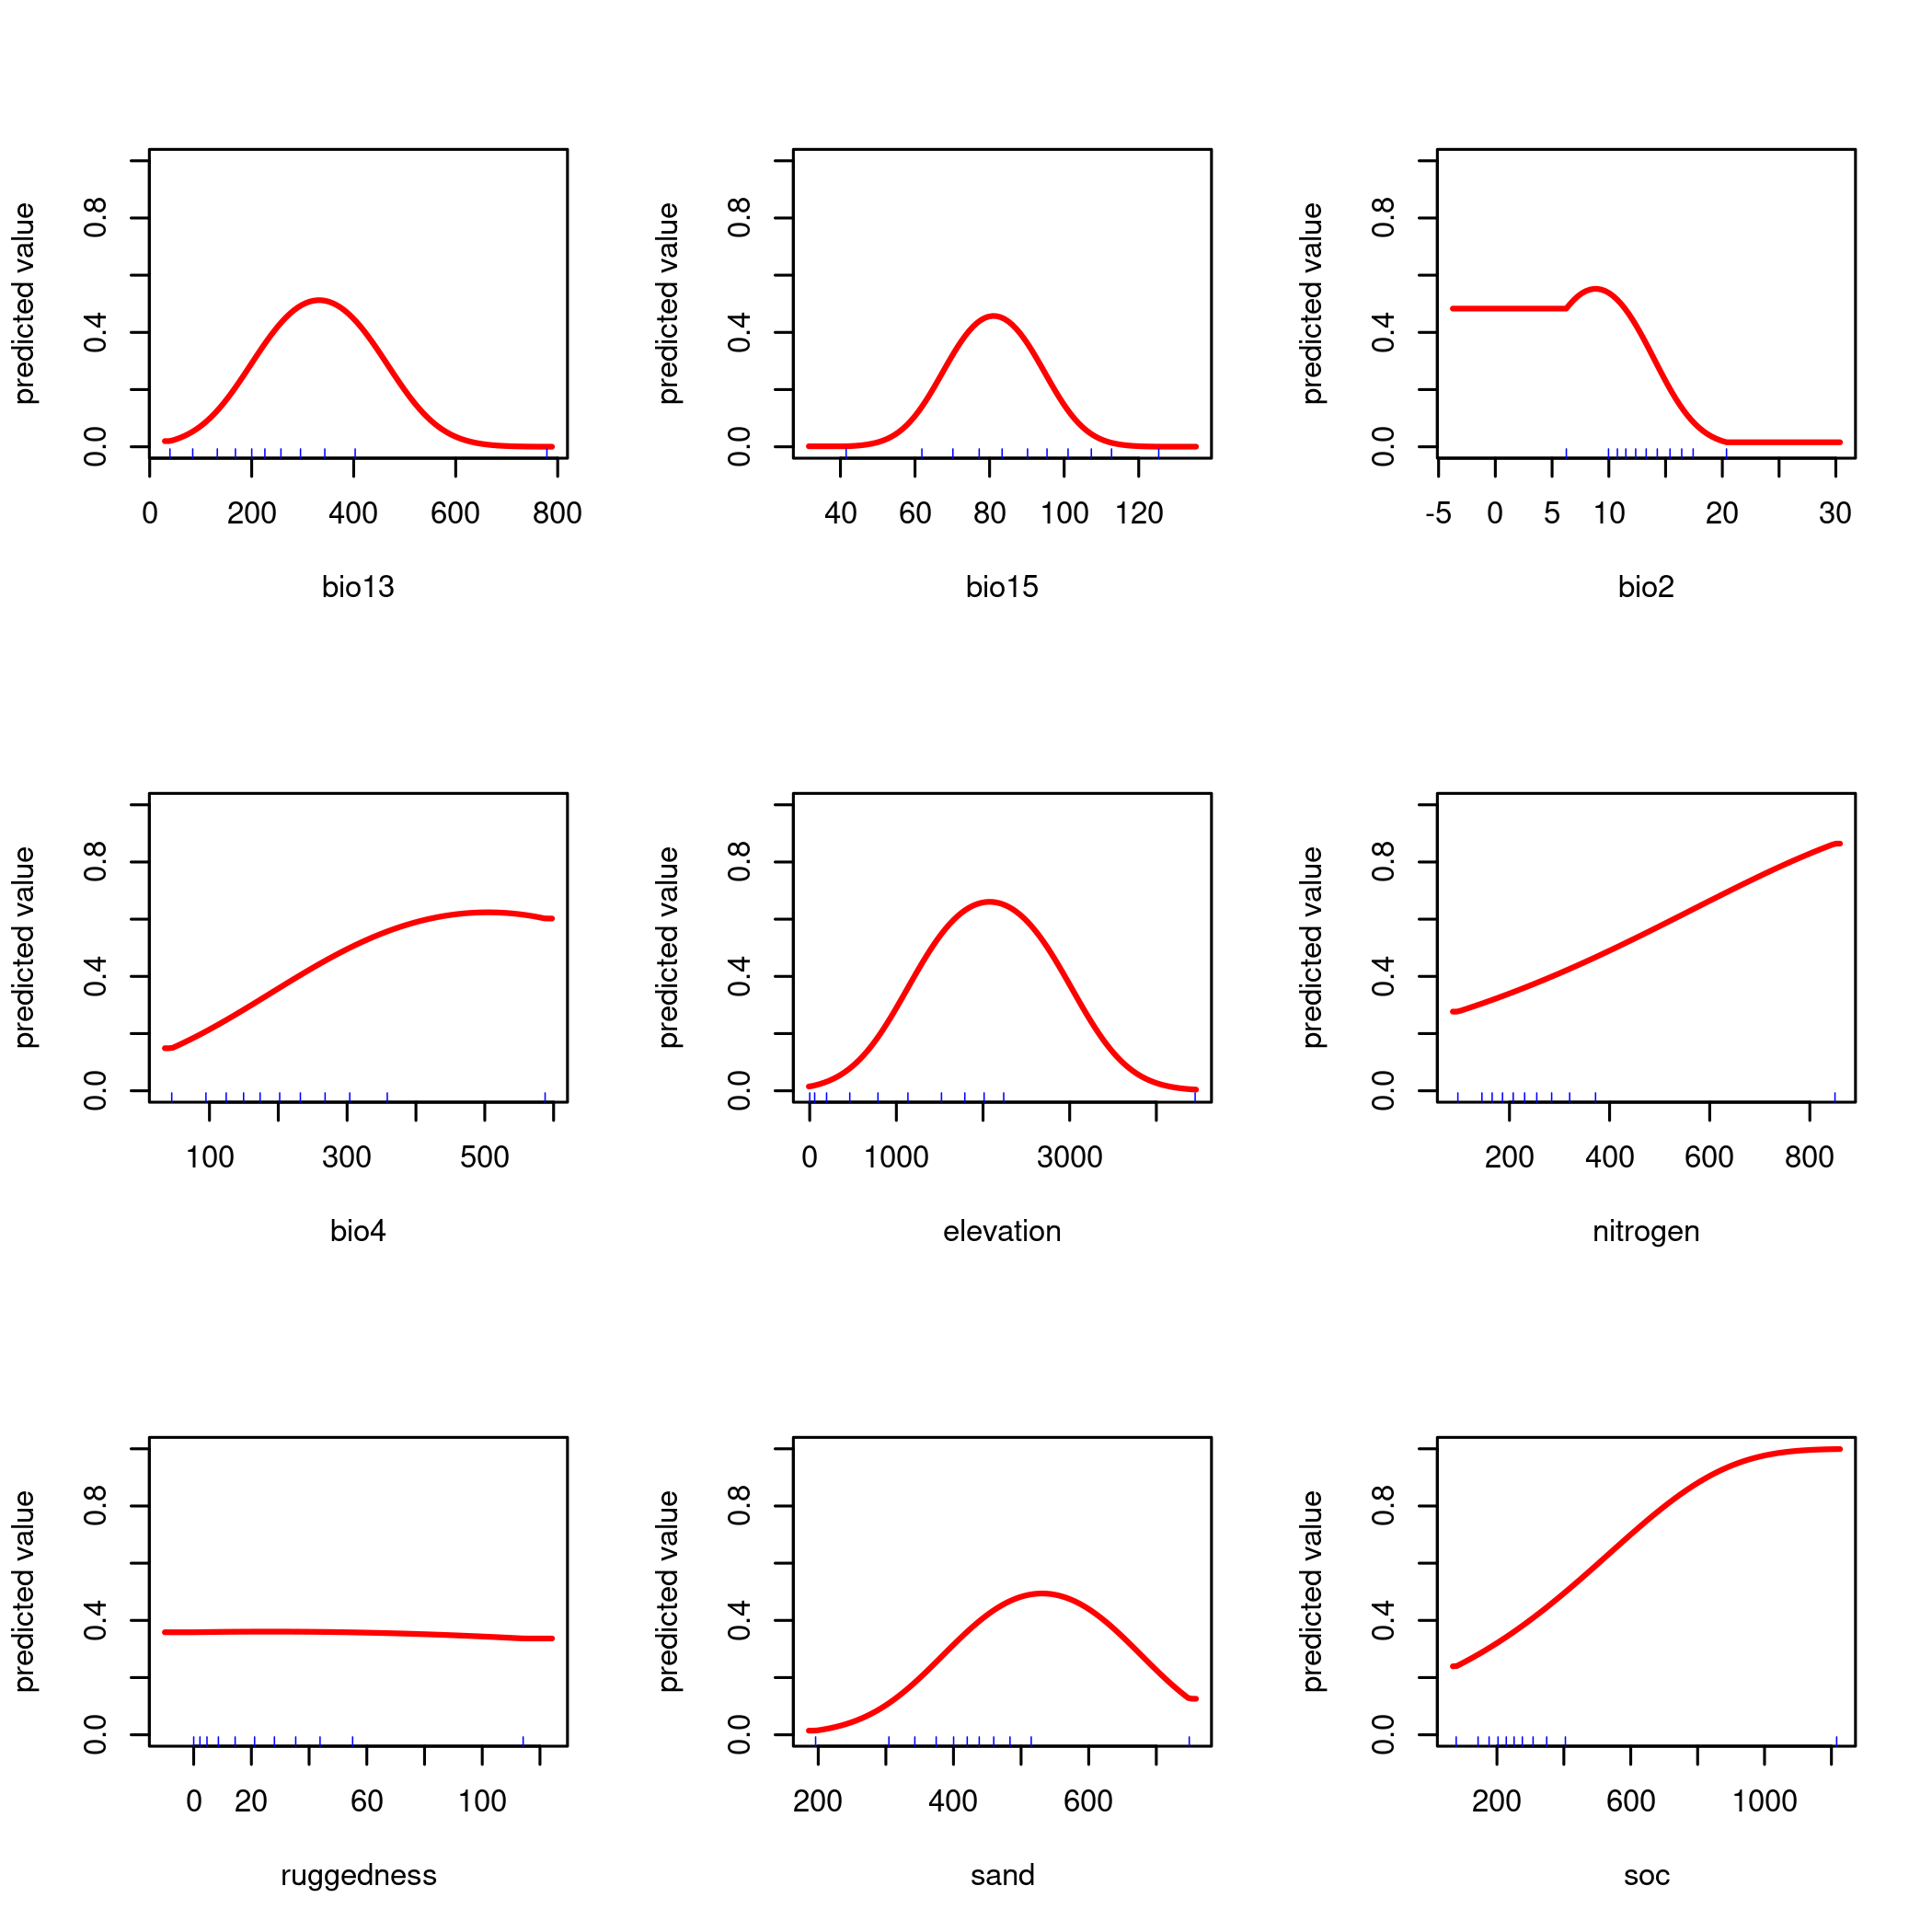 predicted value
0.0 0.4 0.8
0 200 400 600 800
bio13
predicted value
0.0 0.4 0.8
40 60 80 100 120
bio15
predicted value
0.0 0.4 0.8
-5 0 5 10 20 30
bio2
predicted value
0.0 0.4 0.8
100 300 500
bio4
predicted value
0.0 0.4 0.8
0 1000 3000
elevation
predicted value
0.0 0.4 0.8
200 400 600 800
nitrogen
predicted value
0.0 0.4 0.8
0 20 60 100
ruggedness
predicted value
0.0 0.4 0.8
200 400 600
sand
predicted value
0.0 0.4 0.8
200 600 1000
soc